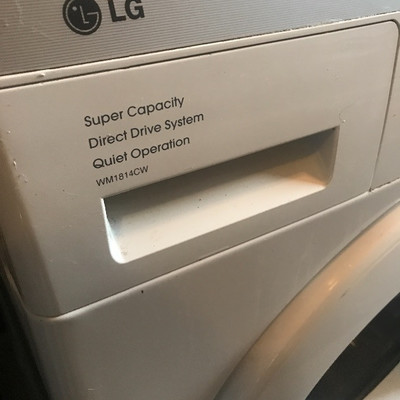 LG
Super Capacity
Direct Drive System
Quiet Operation
WM1814CW